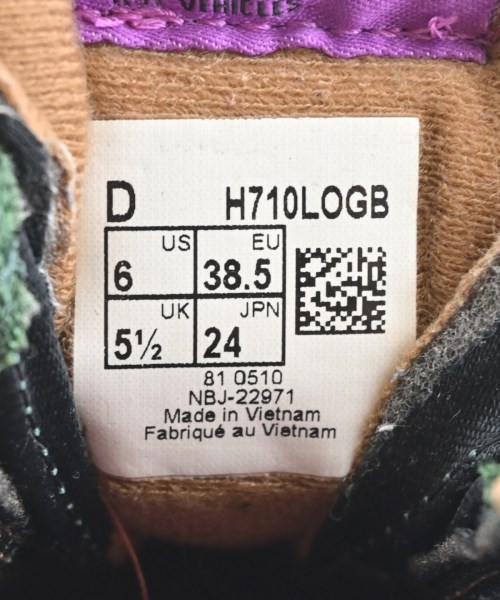 VEHICLES
D H710LOGB
US EU
6 38.5
UK JPN
5½ 24
81 0510
NBJ-22971
Made in Vietnam
Fabriqué au Vietnam